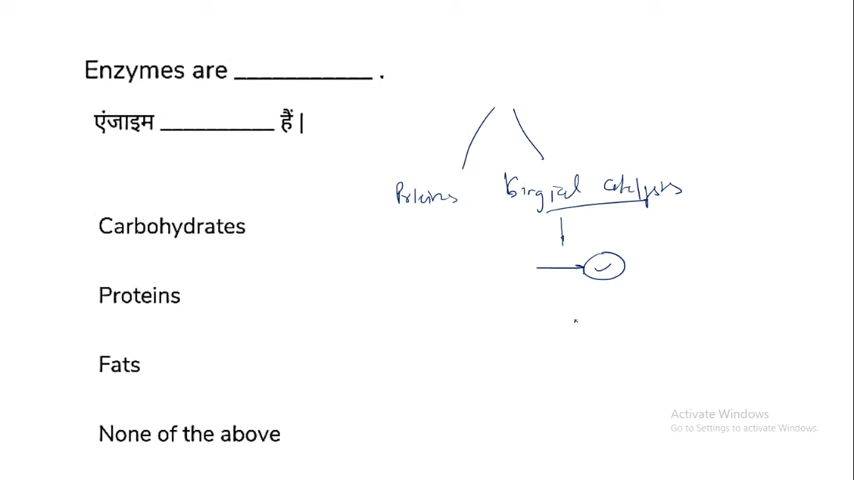 Enzymes are ___________ .
एंजाइम __________ हैं |
Proteins catalysts
Carbohydrates
Proteins
Fats
None of the above
Activate Windows
Go to Settings to activate Windows.